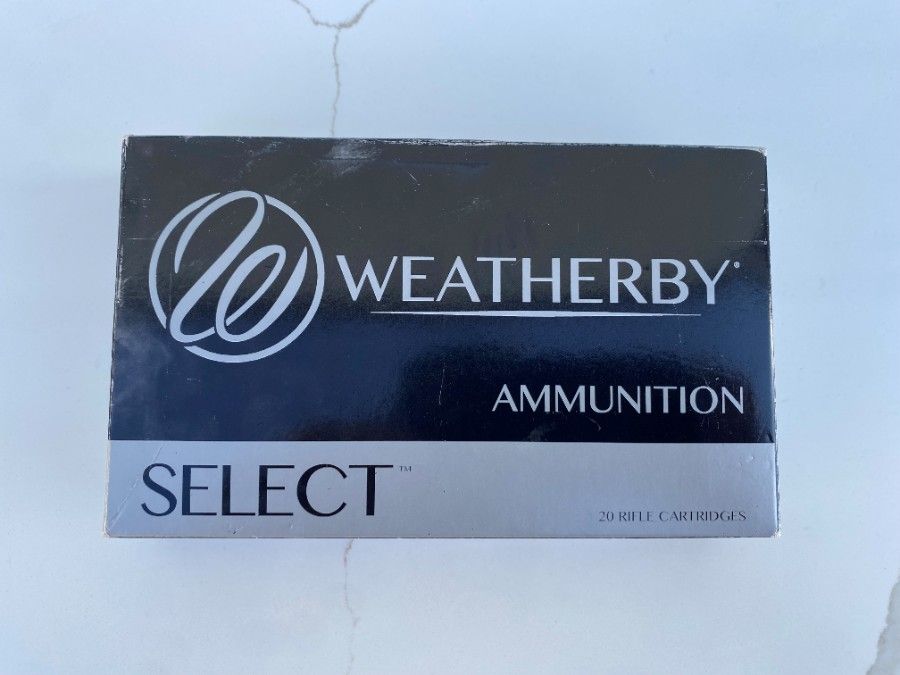 WEATHERBY®
AMMUNITION
SELECT™
20 RIFLE CARTRIDGES